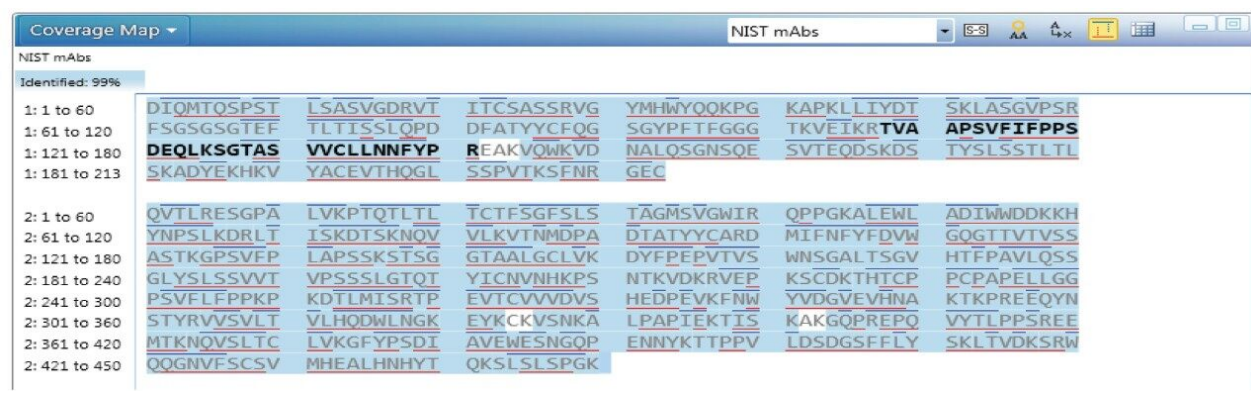 Coverage Map
NIST mAbs
S-S
AA
A
x
NIST mAbs
Identified: 99%
1: 1 to 60 DIQMTQSPST LSASVGDRVT ITCSASSRVG YMHWYQQKPG KAPKLLIYDT SKLASGVPSR
1: 61 to 120 FSGSGSGTEF TLTISSLQPD DFATYYCFQG SGYPFTFGGG TKVEIKRTVA APSVFIFPPS
1: 121 to 180 DEQLKSGTAS VVCLLNNFYP REAKVQWKVD NALQSGNSQE SVTEQDSKDS TYSLSSTLTL
1: 181 to 213 SKADYEKHKV YACEVTHQGL SSPVTKSFNR GEC
2: 1 to 60 QVTLRESGPA LVKPTQTLTL TCTFSGFSLS TAGMSVGWIR QPPGKALEWL ADIWWDDKKH
2: 61 to 120 YNPSLKDRLT ISKDTSKNQV VLKVTNMDPA DTATYYCARD MIFNFYFDVW GQGTTVTVSS
2: 121 to 180 ASTKGPSVFP LAPSSKSTSG GTAALGCLVK DYFPEPVTVS WNSGALTSGV HTFPAVLQSS
2: 181 to 240 GLYSLSSVVT VPSSSLGTQT YICNVNHKPS NTKVDKRVEP KSCDKTHTCP PCPAPELLGG
2: 241 to 300 PSVFLFPPKP KDTLMISRTP EVTCVVVDVS HEDPEVKFNW YVDGVEVHNA KTKPREEQYN
2: 301 to 360 STYRVVSVLT VLHQDWLNGK EYKCKVSNKA LPAPIEKTIS KAKGQPREPQ VYTLPPSREE
2: 361 to 420 MTKNQVSLTC LVKGFYPSDI AVEWESNGQP ENNYKTTPPV LDSDGSFFLY SKLTVDKSRW
2: 421 to 450 QQGNVFSCSV MHEALHNHYT QKSLSLSPGK